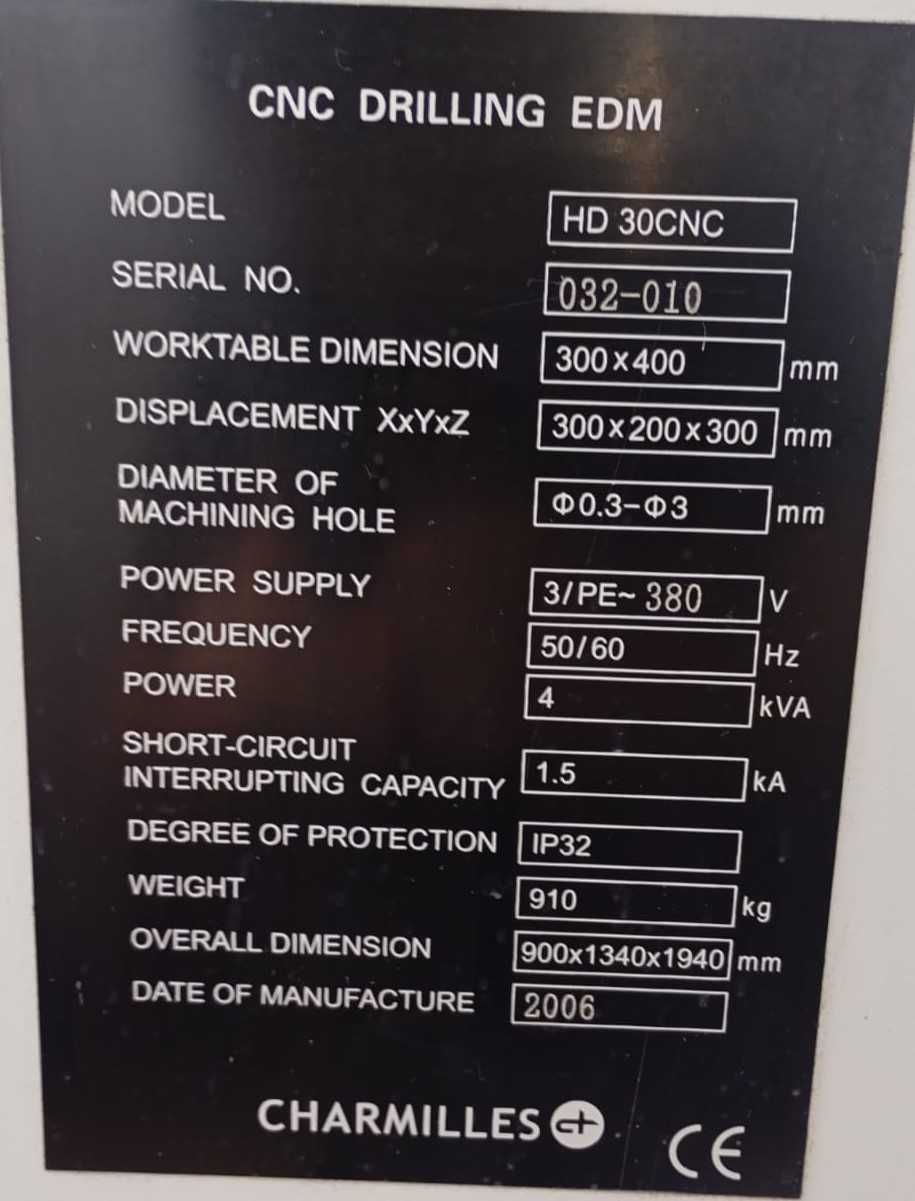 CNC DRILLING EDM
MODEL HD 30CNC
SERIAL NO. 032-010
WORKTABLE DIMENSION 300×400 mm
DISPLACEMENT XxYxZ 300×200×300 mm
DIAMETER OF
MACHINING HOLE Φ0.3-Φ3 mm
POWER SUPPLY 3/PE~ 380 V
FREQUENCY 50/60 Hz
POWER 4 kVA
SHORT-CIRCUIT
INTERRUPTING CAPACITY 1.5 kA
DEGREE OF PROTECTION IP32
WEIGHT 910 kg
OVERALL DIMENSION 900x1340x1940 mm
DATE OF MANUFACTURE 2006
CHARMILLES
CE